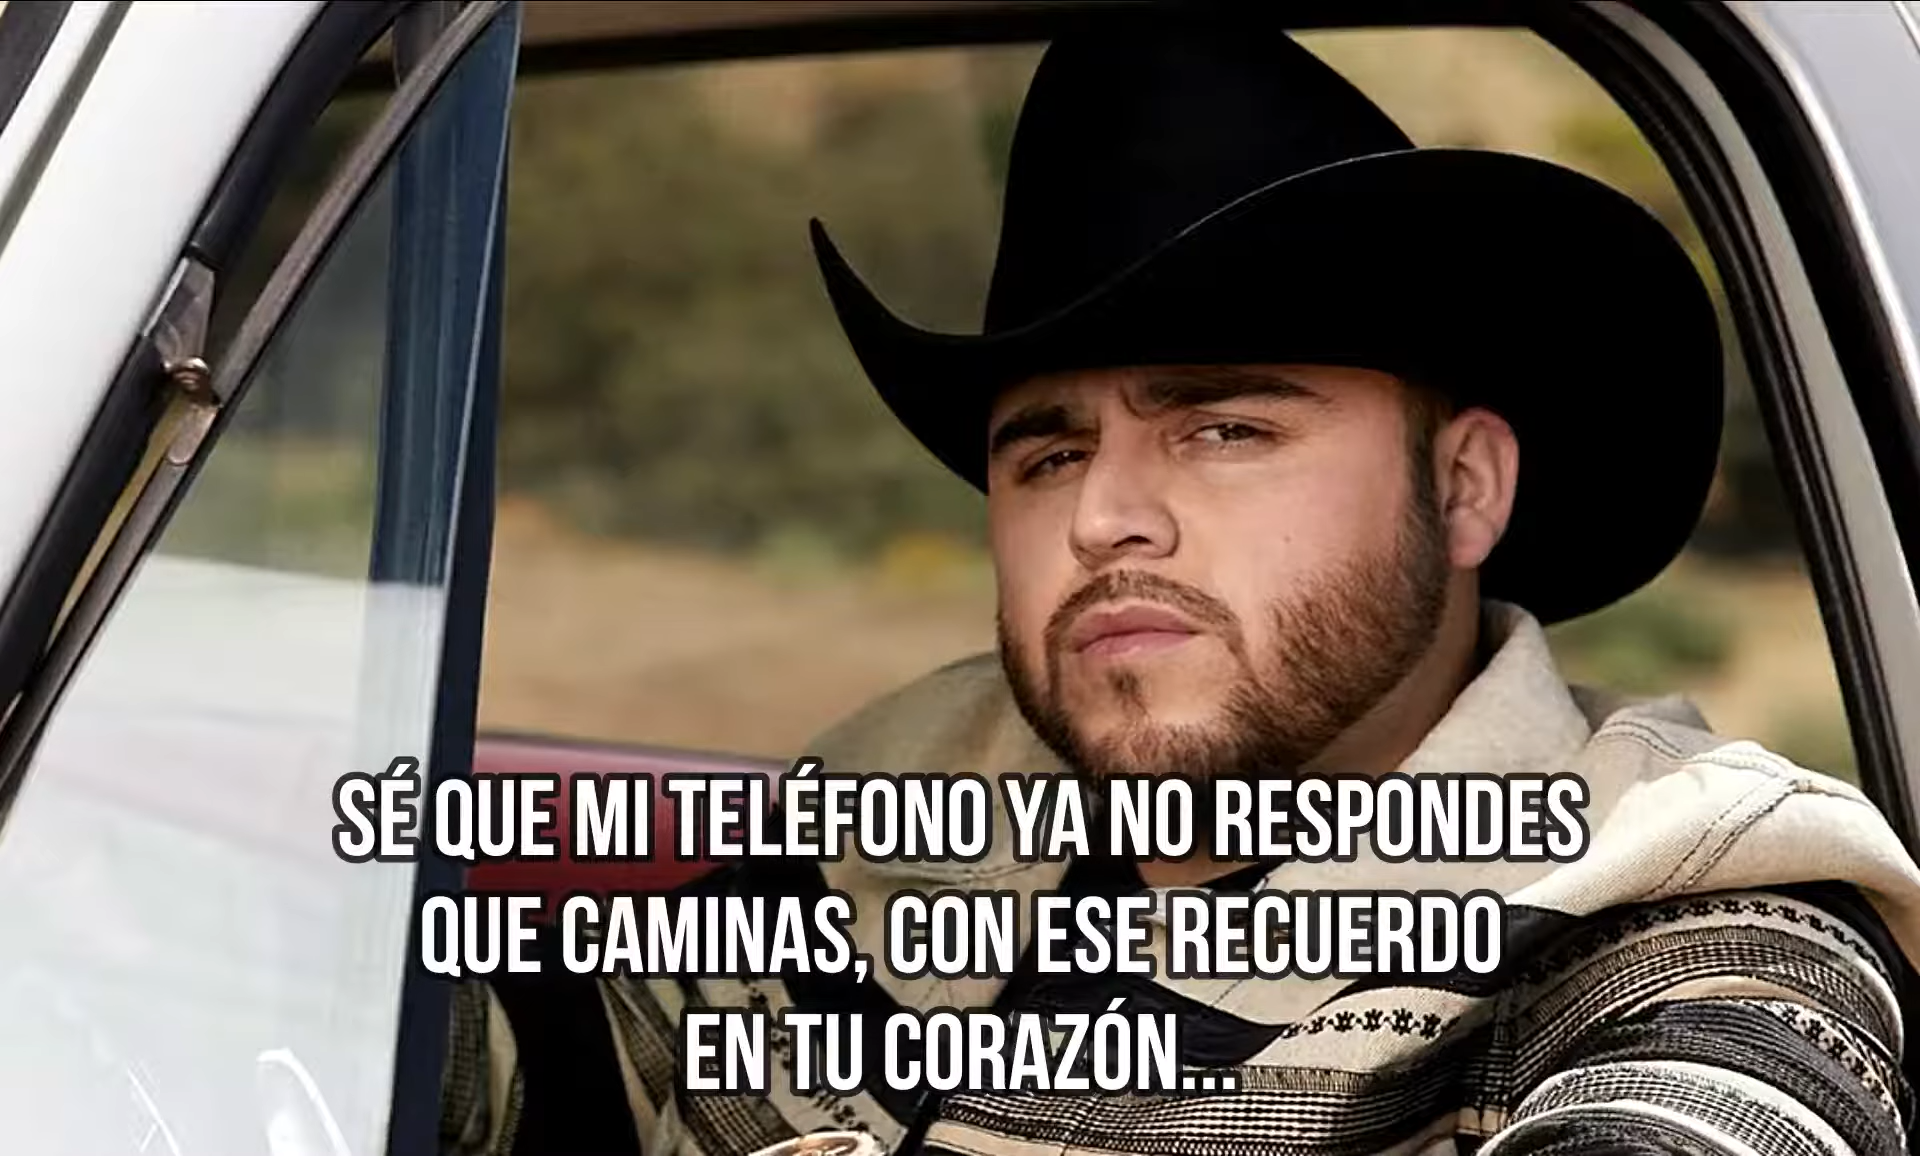 SÉ QUE MI TELÉFONO YA NO RESPONDES
QUE CAMINAS, CON ESE RECUERDO
EN TU CORAZÓN...